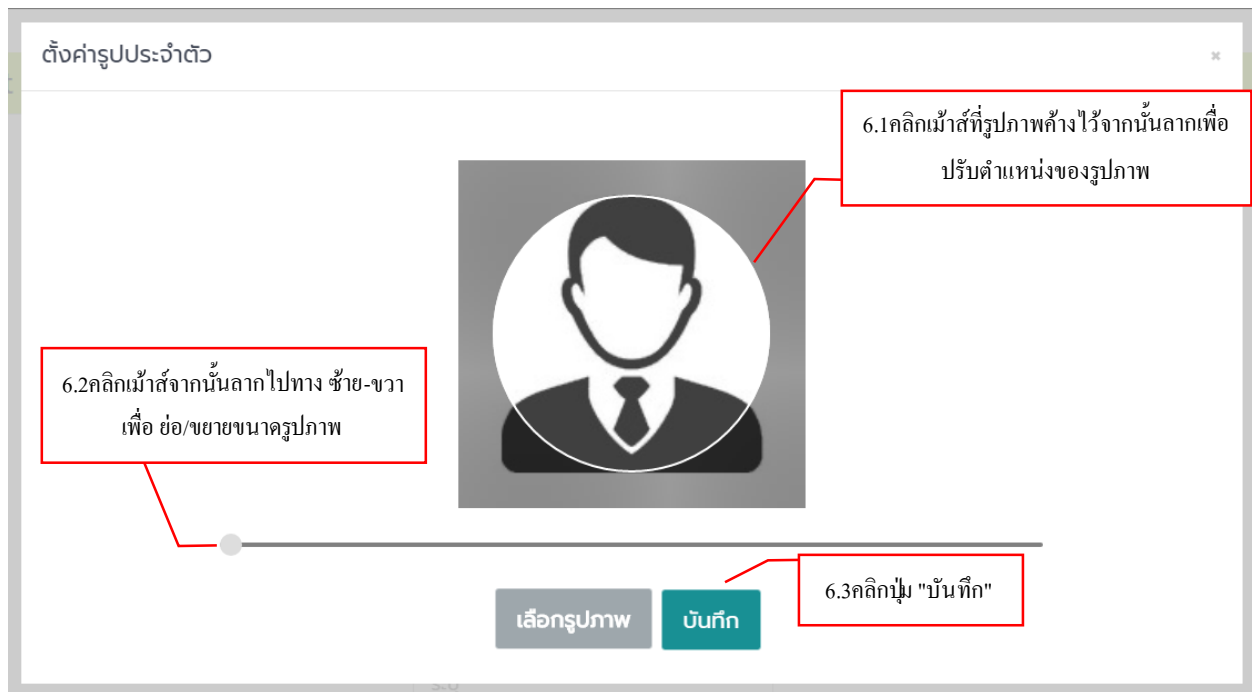 ตั้งค่ารูปประจำตัว
×
6.1คลิกเม้าส์ที่รูปภาพค้างไว้จากนั้นลากเพื่อ
ปรับตำแหน่งของรูปภาพ
6.2คลิกเม้าส์จากนั้นลากไปทาง ซ้าย-ขวา
เพื่อ ย่อ/ขยายขนาดรูปภาพ
6.3คลิกปุ่ม "บันทึก"
เลือกรูปภาพ
บันทึก